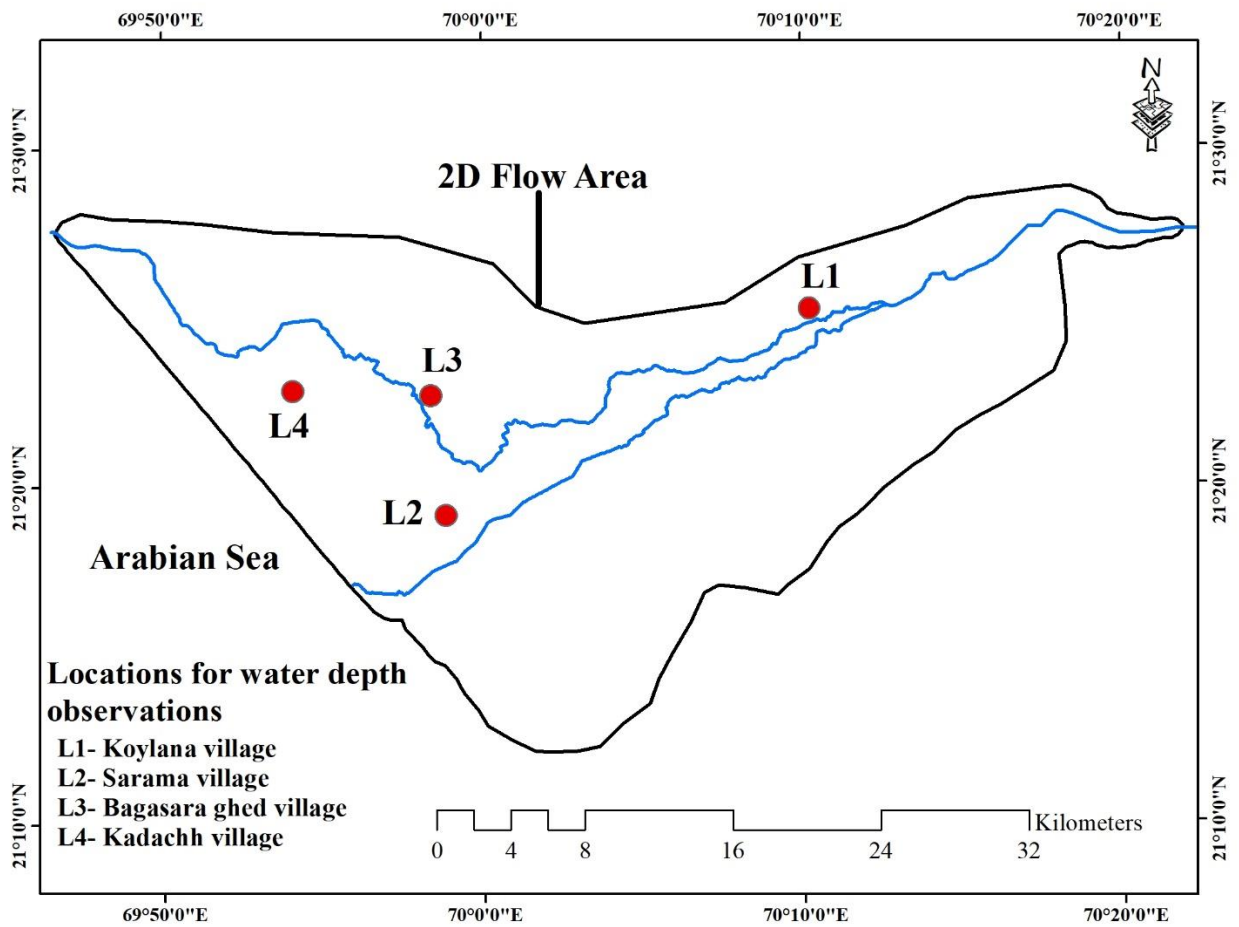 69°50'0"E 70°0'0"E 70°10'0"E 70°20'0"E
N
21°30'0"N 21°30'0"N
2D Flow Area
L1
L3
L4
21°20'0"N 21°20'0"N
L2
Arabian Sea
Locations for water depth
observations
L1- Koylana village
L2- Sarama village
L3- Bagasara ghed village
L4- Kadachh village
21°10'0"N 21°10'0"N
Kilometers
0 4 8 16 24 32
69°50'0"E 70°0'0"E 70°10'0"E 70°20'0"E